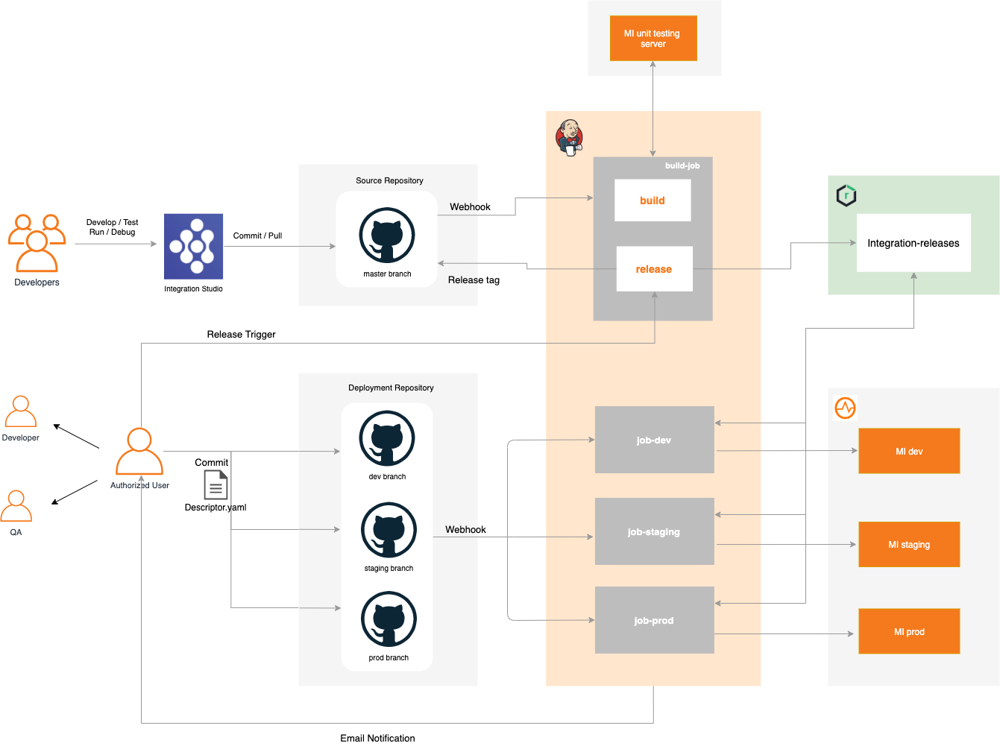 MI unit testing
server
build-job
Source Repository
build
Webhook
Develop / Test
Run / Debug
Commit / Pull
Integration-releases
r
master branch
release
Release tag
Developers
Integration Studio
Release Trigger
Deployment Repository
Developer
job-dev
MI dev
Commit
dev branch
Authorized User
Descriptor.yaml
QA
Webhook
job-staging
MI staging
staging branch
job-prod
MI prod
prod branch
Email Notification